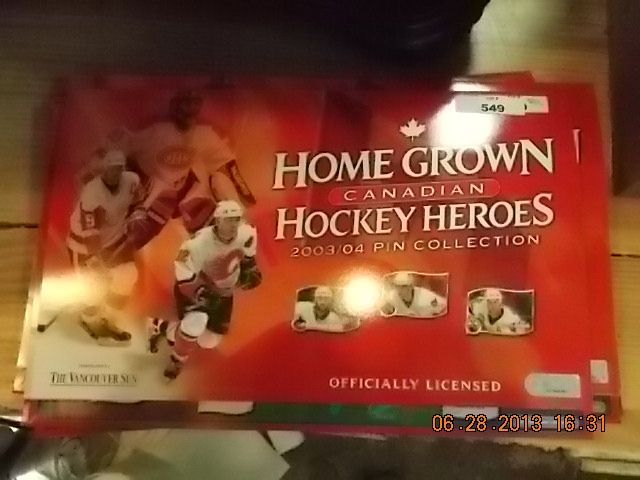 549
HOME GROWN
CANADIAN
HOCKEY HEROES
2003/04 PIN COLLECTION
THE VANCOUVER SUN
OFFICIALLY LICENSED
06.28.2013 16:31